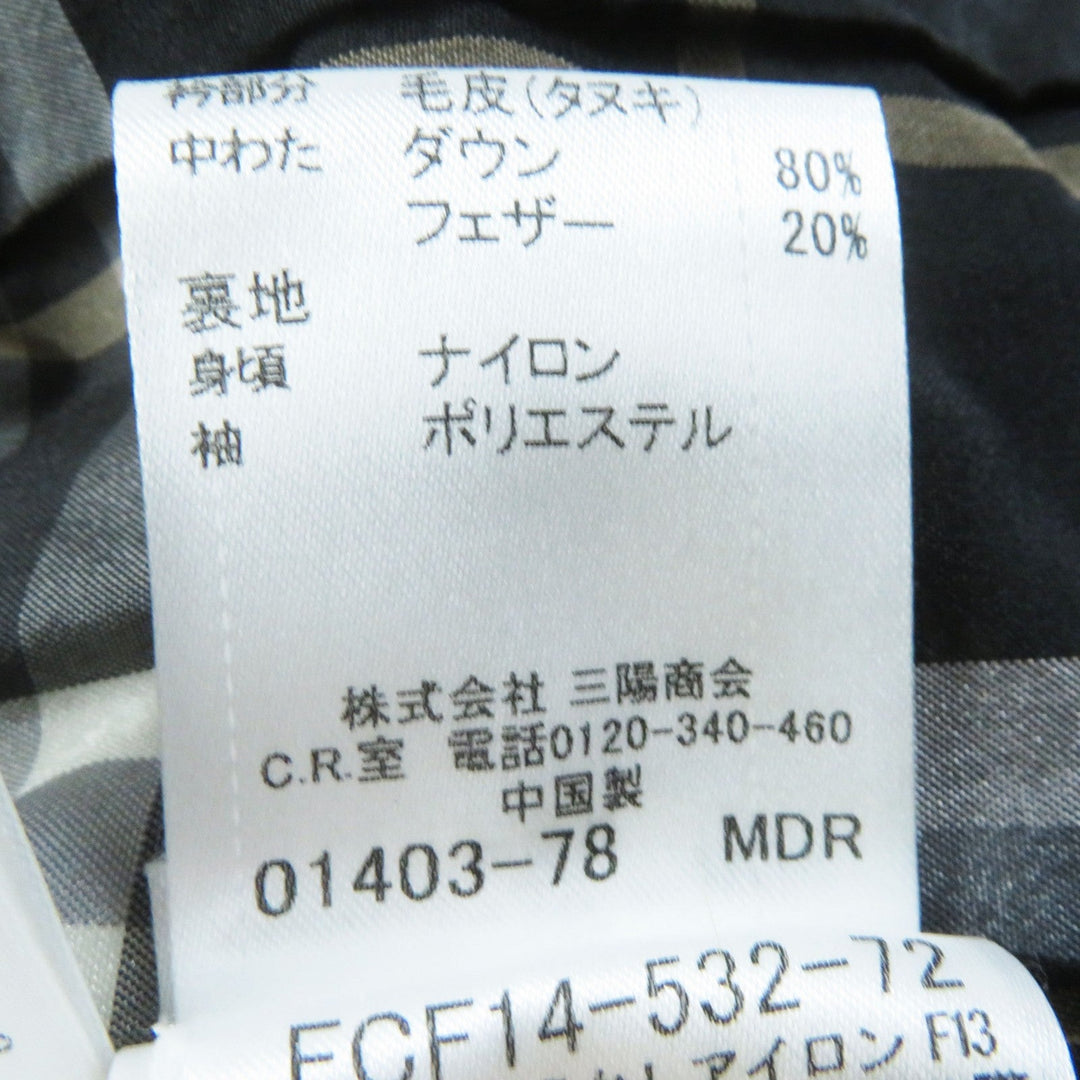 衿部分 毛皮(タヌキ)
中わた ダウン 80%
フェザー 20%
裏地
身頃 ナイロン
袖 ポリエステル
株式会社 三陽商会
C.R.室 電話0120-340-460
中国製
01403-78 MDR
FCF14-532-72
アイロン F13